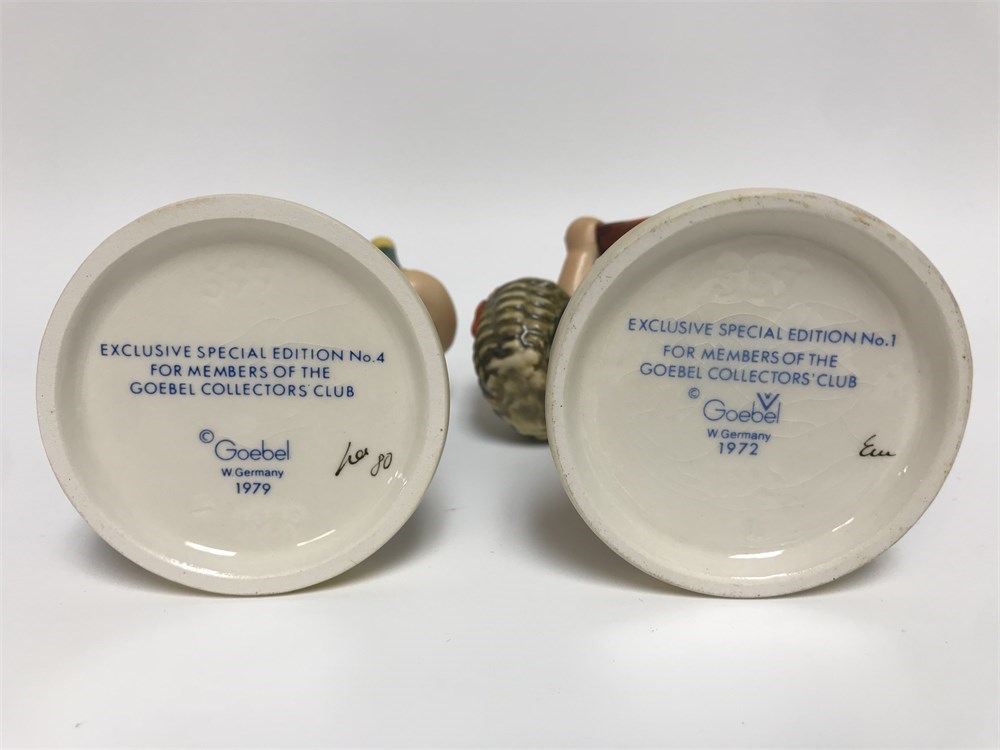 EXCLUSIVE SPECIAL EDITION No.4
FOR MEMBERS OF THE
GOEBEL COLLECTORS' CLUB
© Goebel
W. Germany
1979
80
EXCLUSIVE SPECIAL EDITION No.1
FOR MEMBERS OF THE
GOEBEL COLLECTORS' CLUB
© Goebel
W Germany
1972